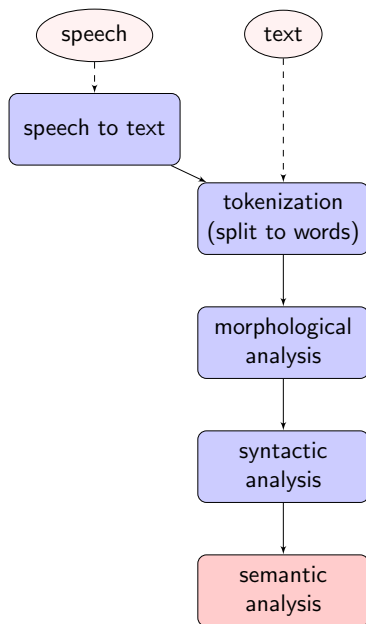 speech
text
speech to text
tokenization
(split to words)
morphological
analysis
syntactic
analysis
semantic
analysis